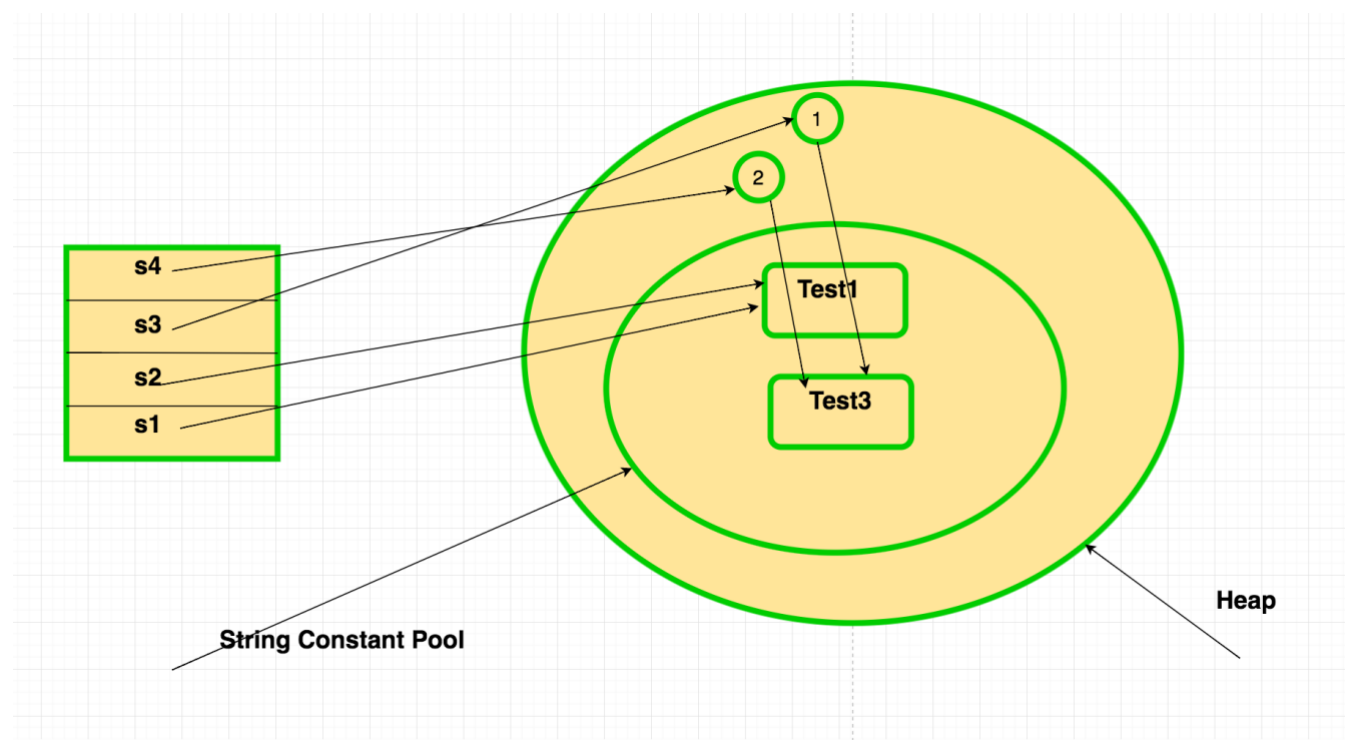 1
2
s4
Test1
s3
s2
Test3
s1
Heap
String Constant Pool